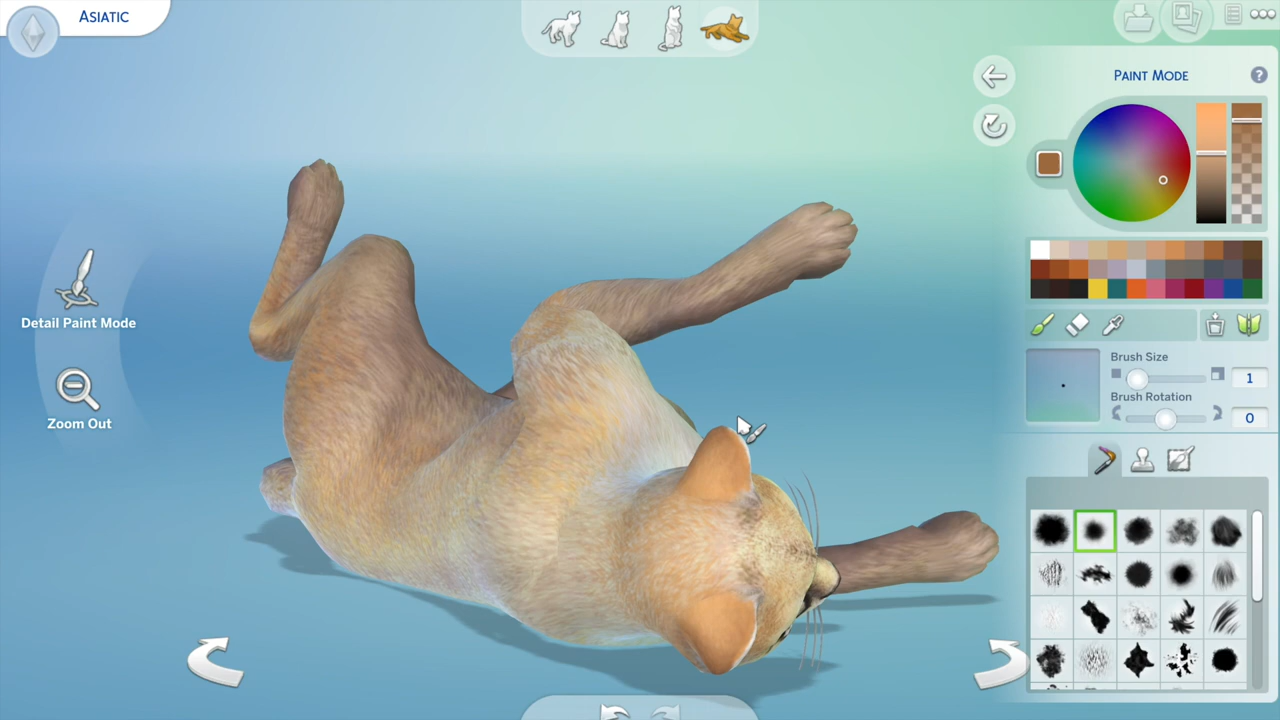 ASIATIC
PAINT MODE
?
Detail Paint Mode
Brush Size
1
Brush Rotation
0
Zoom Out